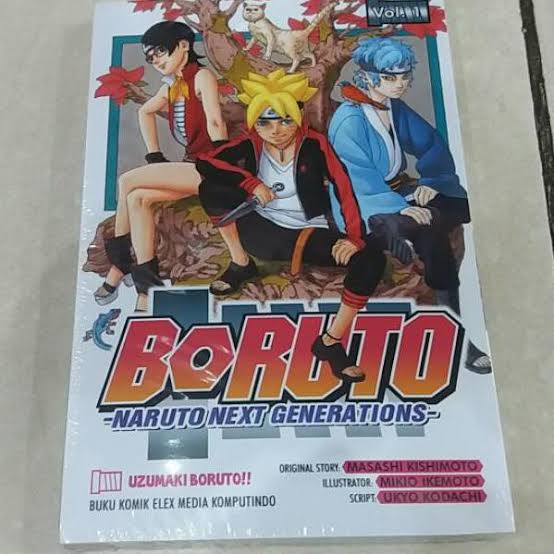 Vol. 1
BORUTO
-NARUTO NEXT GENERATIONS-
UZUMAKI BORUTO!!
BUKU KOMIK ELEX MEDIA KOMPUTINDO
ORIGINAL STORY: MASASHI KISHIMOTO
ILLUSTRATOR: MIKIO IKEMOTO
SCRIPT: UKYO KODACHI